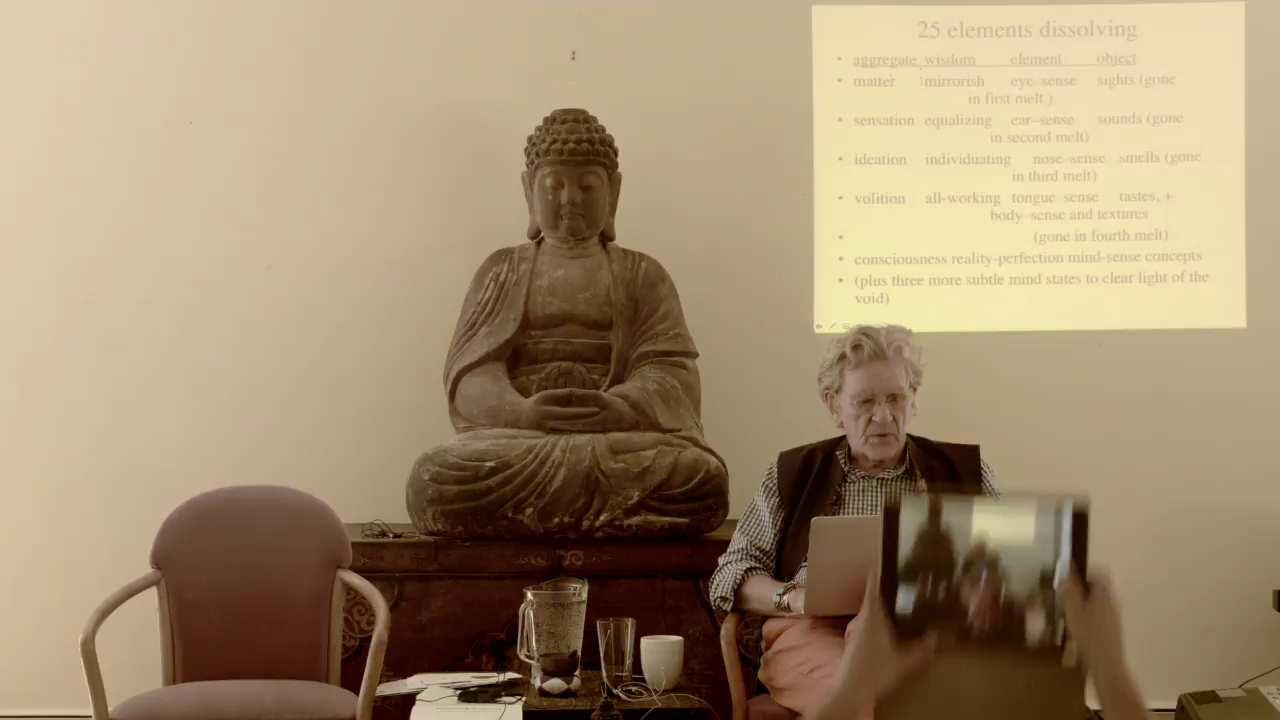 25 elements dissolving
• aggregate wisdom element object
• matter mirrorish eye-sense sights (gone
in first melt )
• sensation equalizing ear-sense sounds (gone
in second melt)
• ideation individuating nose-sense smells (gone
in third melt)
• volition all-working tongue-sense tastes, +
body-sense and textures
• (gone in fourth melt)
• consciousness reality-perfection mind-sense concepts
• (plus three more subtle mind states to clear light of the
void)